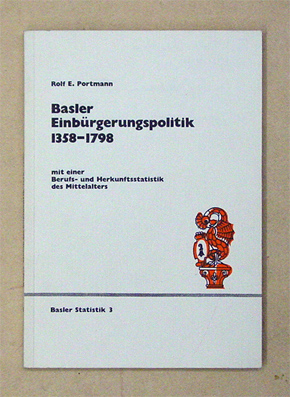 Rolf E. Portmann
Basler
Einbürgerungspolitik
1358–1798
mit einer
Berufs- und Herkunftsstatistik
des Mittelalters
Basler Statistik 3